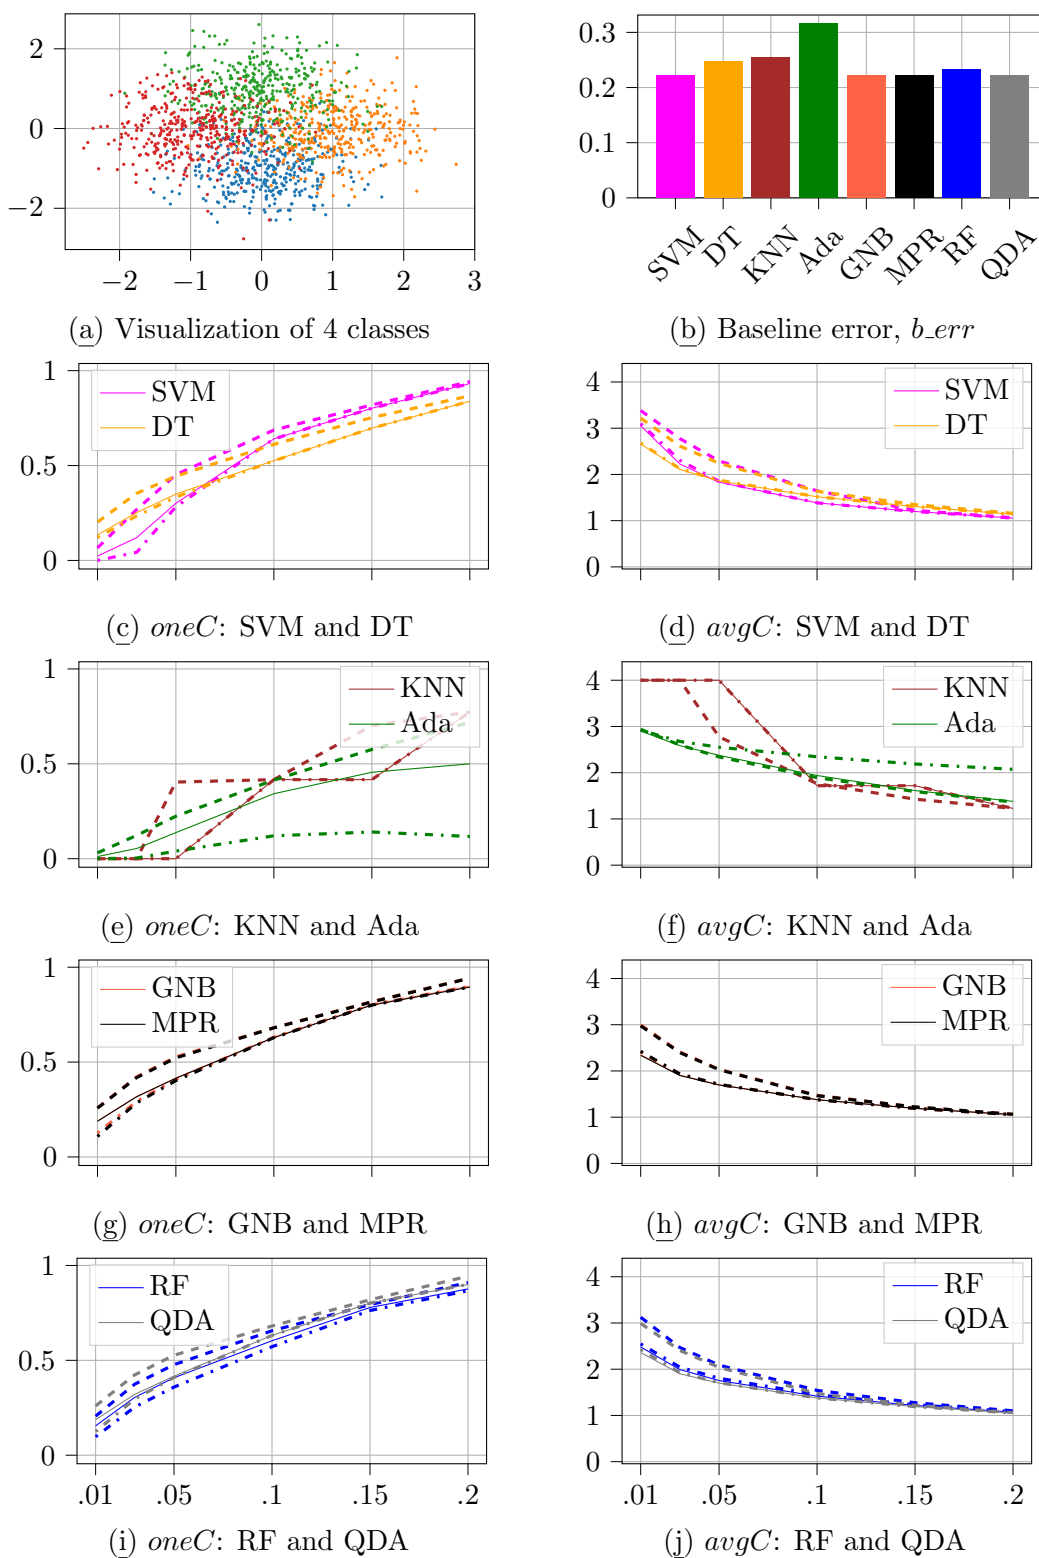 2
0
−2
−2 −1 0 1 2 3
(a) Visualization of 4 classes
0.3
0.2
0.1
0
SVM DT KNN Ada GNB MPR RF QDA
(b) Baseline error, b_err
1
0.5
0
SVM
DT
(c) oneC: SVM and DT
4
3
2
1
0
SVM
DT
(d) avgC: SVM and DT
1
0.5
0
KNN
Ada
(e) oneC: KNN and Ada
4
3
2
1
0
KNN
Ada
(f) avgC: KNN and Ada
1
0.5
0
GNB
MPR
(g) oneC: GNB and MPR
4
3
2
1
0
GNB
MPR
(h) avgC: GNB and MPR
1
0.5
0
RF
QDA
.01 .05 .1 .15 .2
(i) oneC: RF and QDA
4
3
2
1
0
RF
QDA
.01 .05 .1 .15 .2
(j) avgC: RF and QDA